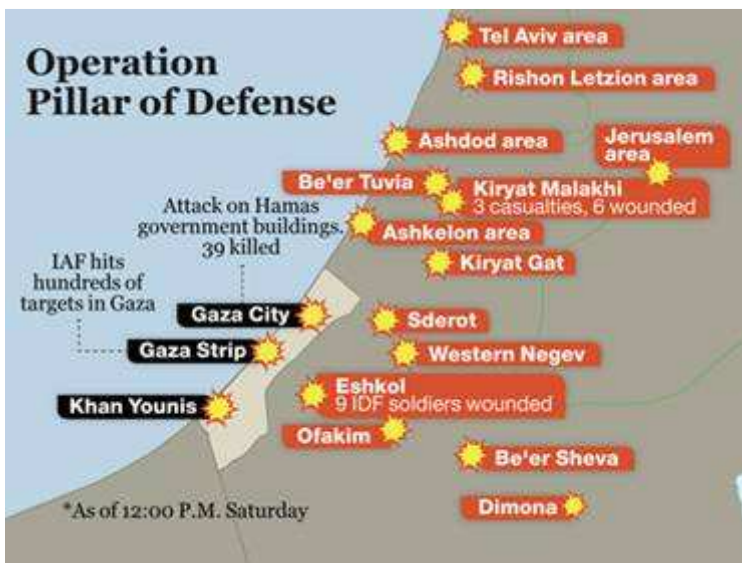 Operation
Pillar of Defense
Tel Aviv area
Rishon Letzion area
Ashdod area
Jerusalem
area
Be'er Tuvia
Kiryat Malakhi
3 casualties, 6 wounded
Attack on Hamas
government buildings.
39 killed
Ashkelon area
IAF hits
hundreds of
targets in Gaza
Kiryat Gat
Gaza City
Sderot
Gaza Strip
Western Negev
Khan Younis
Eshkol
9 IDF soldiers wounded
Ofakim
Be'er Sheva
Dimona
*As of 12:00 P.M. Saturday